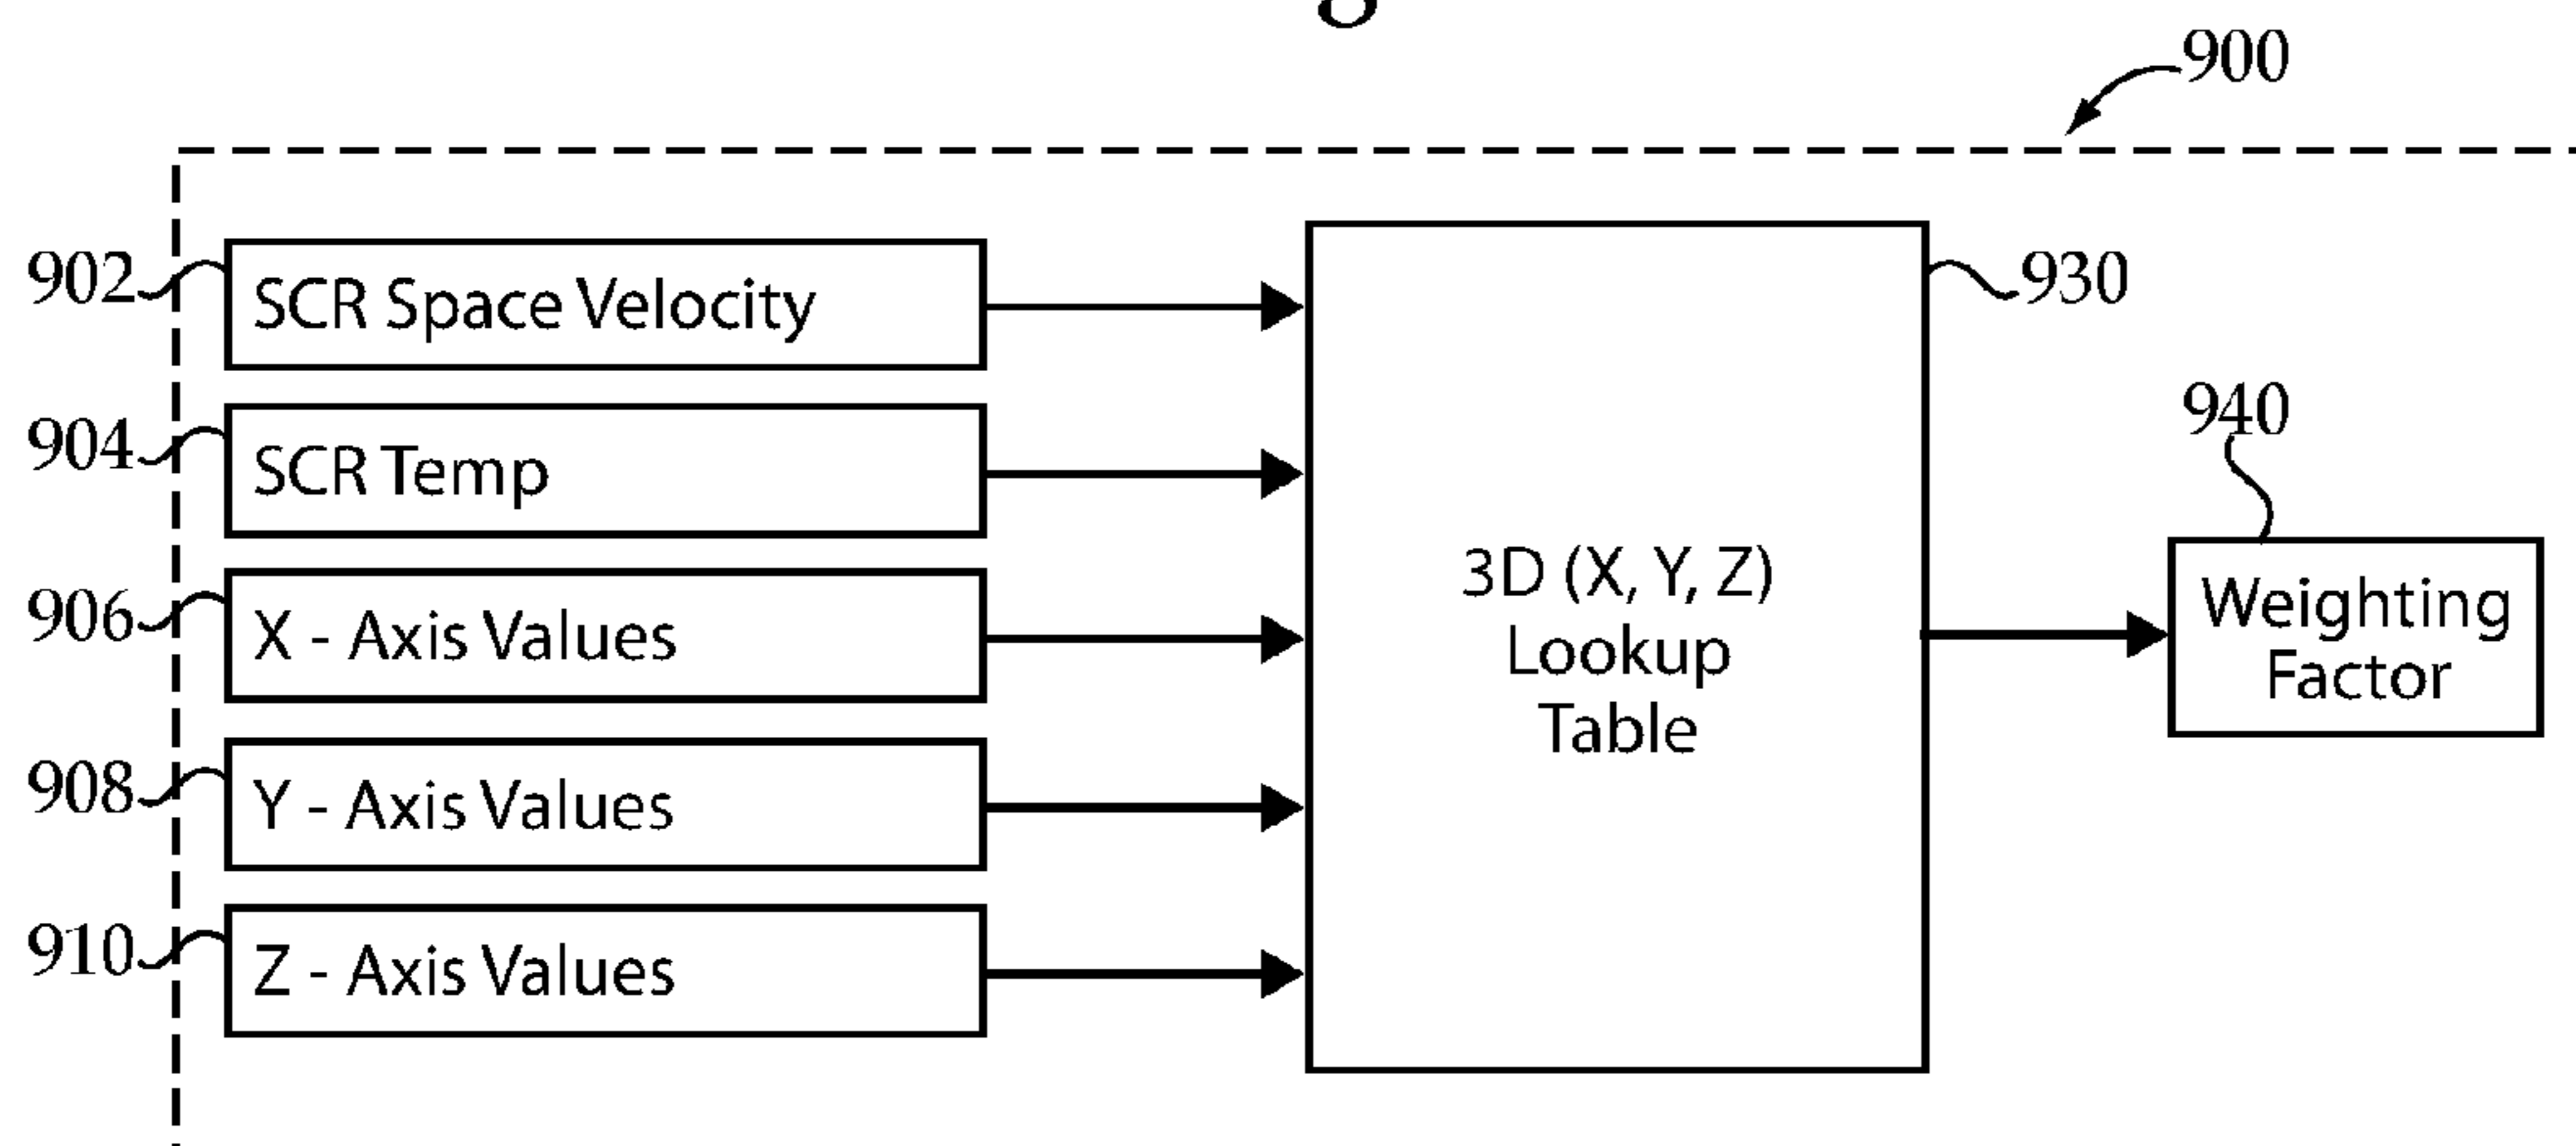 900
902
SCR Space Velocity
930
904
SCR Temp
940
906
X - Axis Values
3D (X, Y, Z)
Lookup
Table
Weighting
Factor
908
Y - Axis Values
910
Z - Axis Values